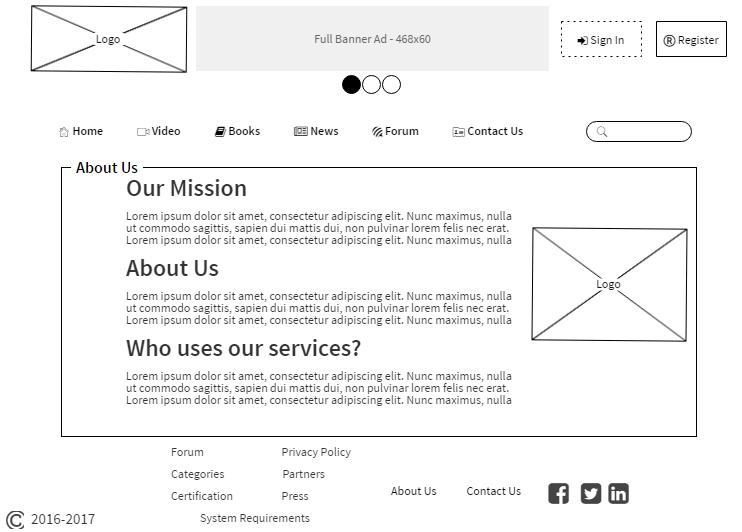 Logo
Full Banner Ad - 468x60
Sign In
® Register
Home
Video
Books
News
Forum
Contact Us
About Us
Our Mission
Lorem ipsum dolor sit amet, consectetur adipiscing elit. Nunc maximus, nulla
ut commodo sagittis, sapien dui mattis dui, non pulvinar lorem felis nec erat.
Lorem ipsum dolor sit amet, consectetur adipiscing elit. Nunc maximus, nulla
About Us
Lorem ipsum dolor sit amet, consectetur adipiscing elit. Nunc maximus, nulla
ut commodo sagittis, sapien dui mattis dui, non pulvinar lorem felis nec erat.
Lorem ipsum dolor sit amet, consectetur adipiscing elit. Nunc maximus, nulla
Logo
Who uses our services?
Lorem ipsum dolor sit amet, consectetur adipiscing elit. Nunc maximus, nulla
ut commodo sagittis, sapien dui mattis dui, non pulvinar lorem felis nec erat.
Lorem ipsum dolor sit amet, consectetur adipiscing elit. Nunc maximus, nulla
Forum
Privacy Policy
Categories
Partners
Certification
Press
About Us
Contact Us
System Requirements
© 2016-2017